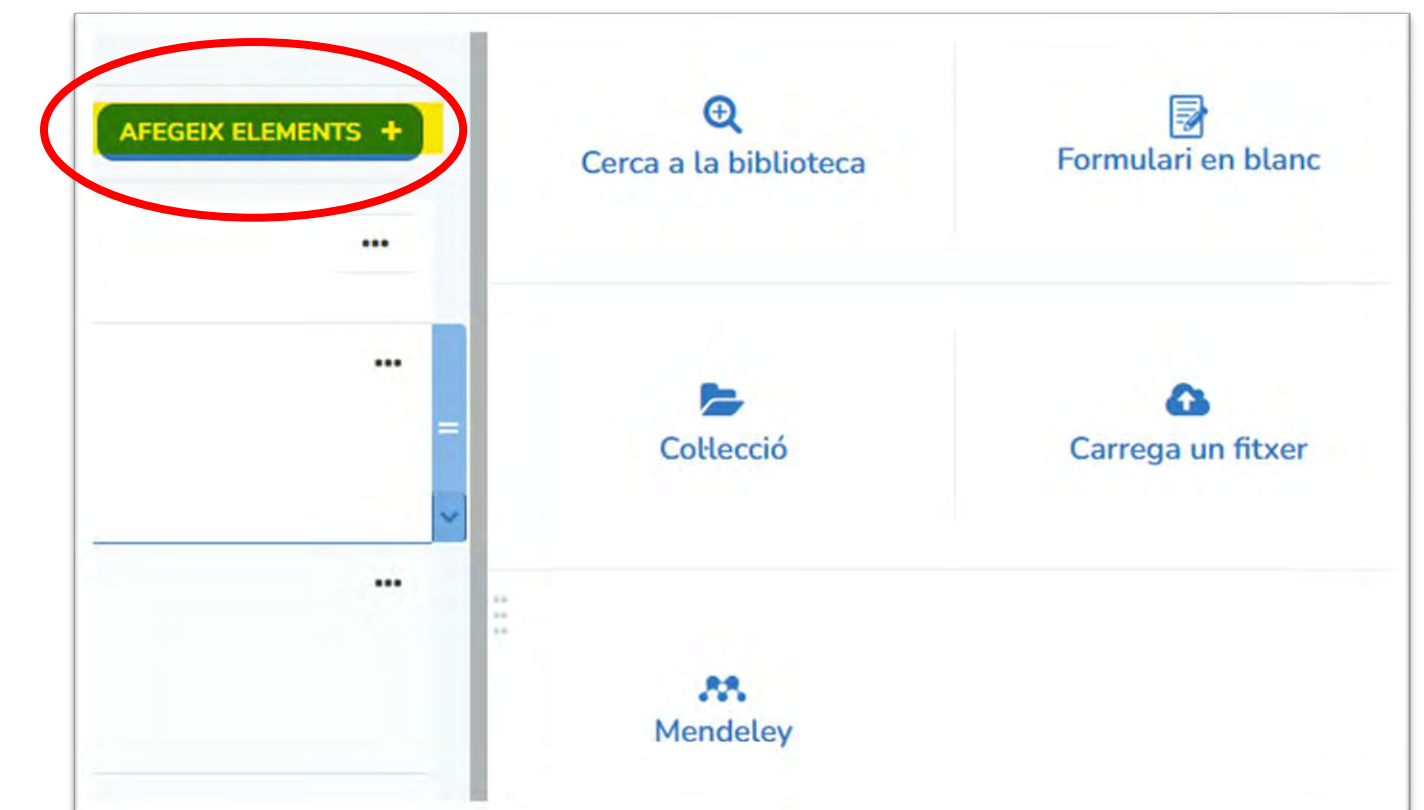 AFEGEIX ELEMENTS +
Cerca a la biblioteca
Formulari en blanc
Col·lecció
Carrega un fitxer
Mendeley